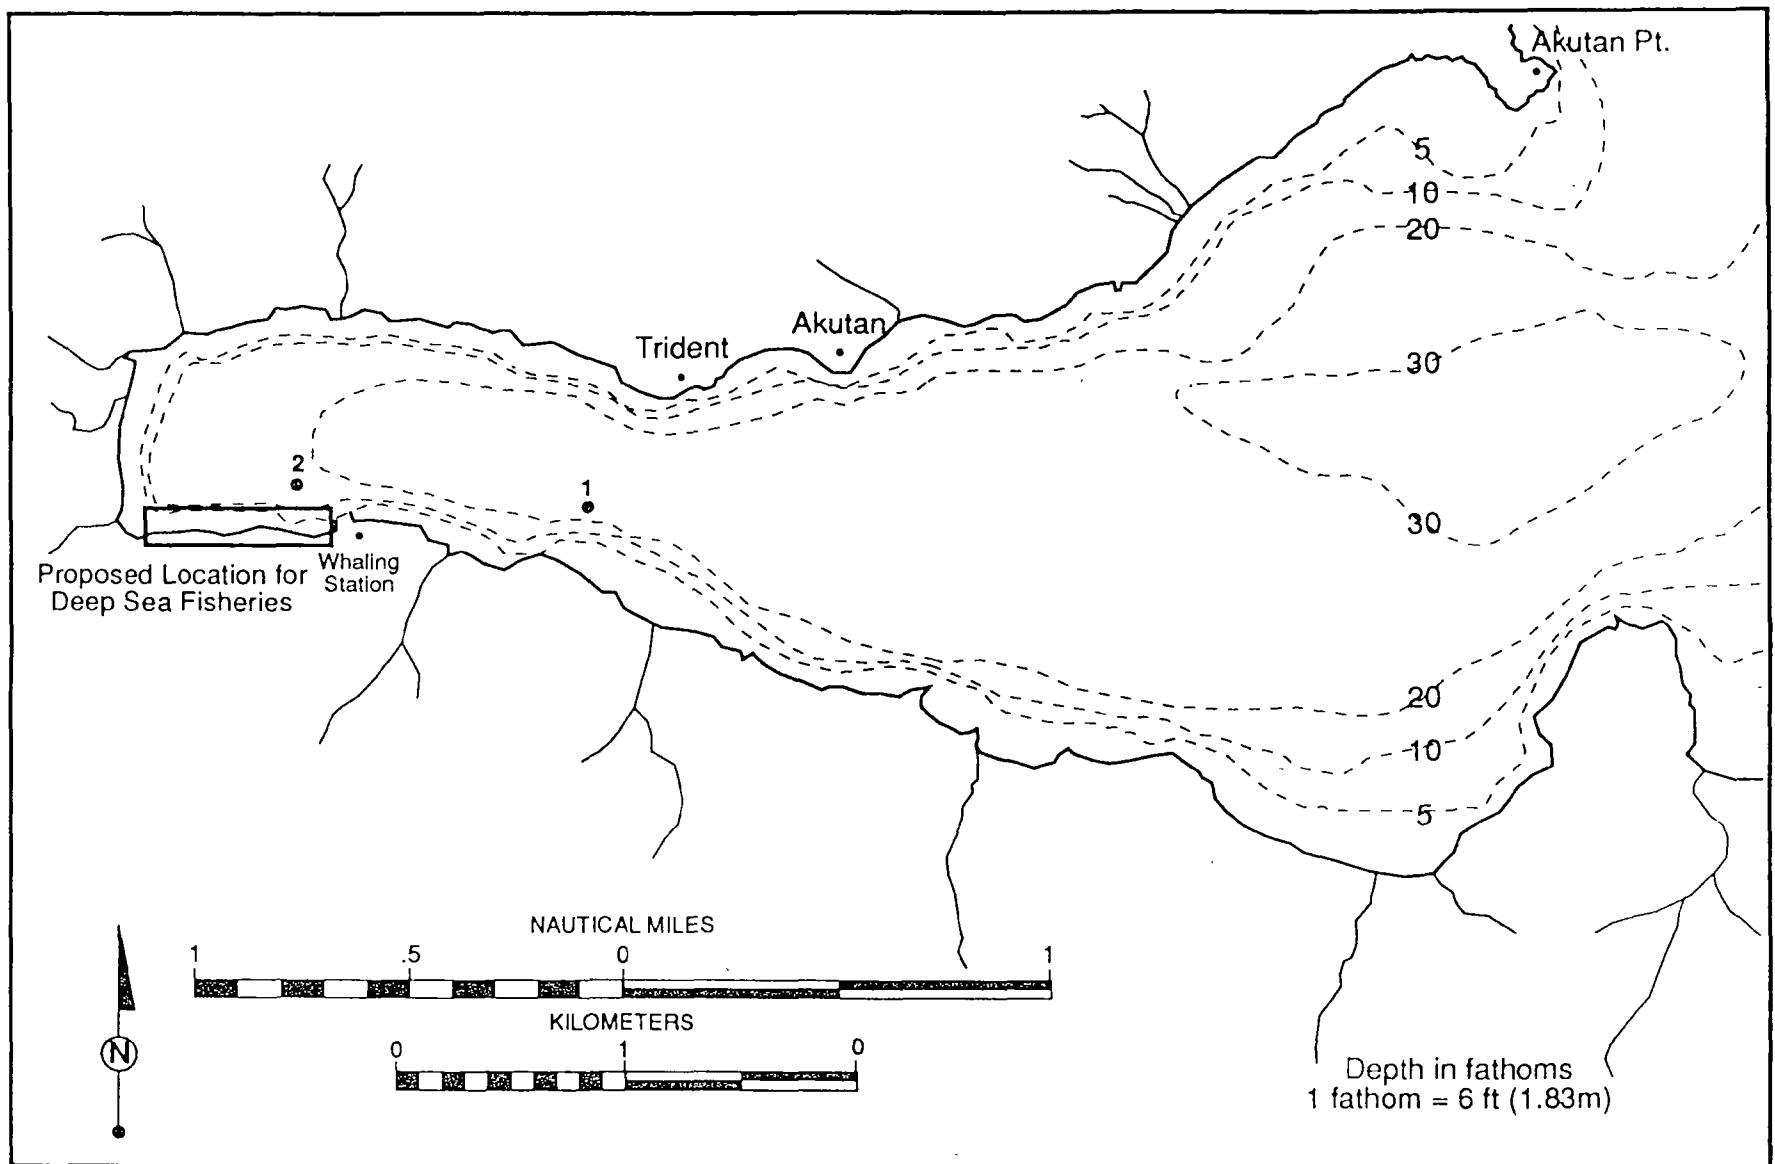 Akutan Pt.
5
10
20
Akutan
Trident
30
2
1
30
Proposed Location for
Deep Sea Fisheries
Whaling
Station
20
10
5
NAUTICAL MILES
1 .5 0 1
KILOMETERS
0 1 0
N
Depth in fathoms
1 fathom = 6 ft (1.83m)